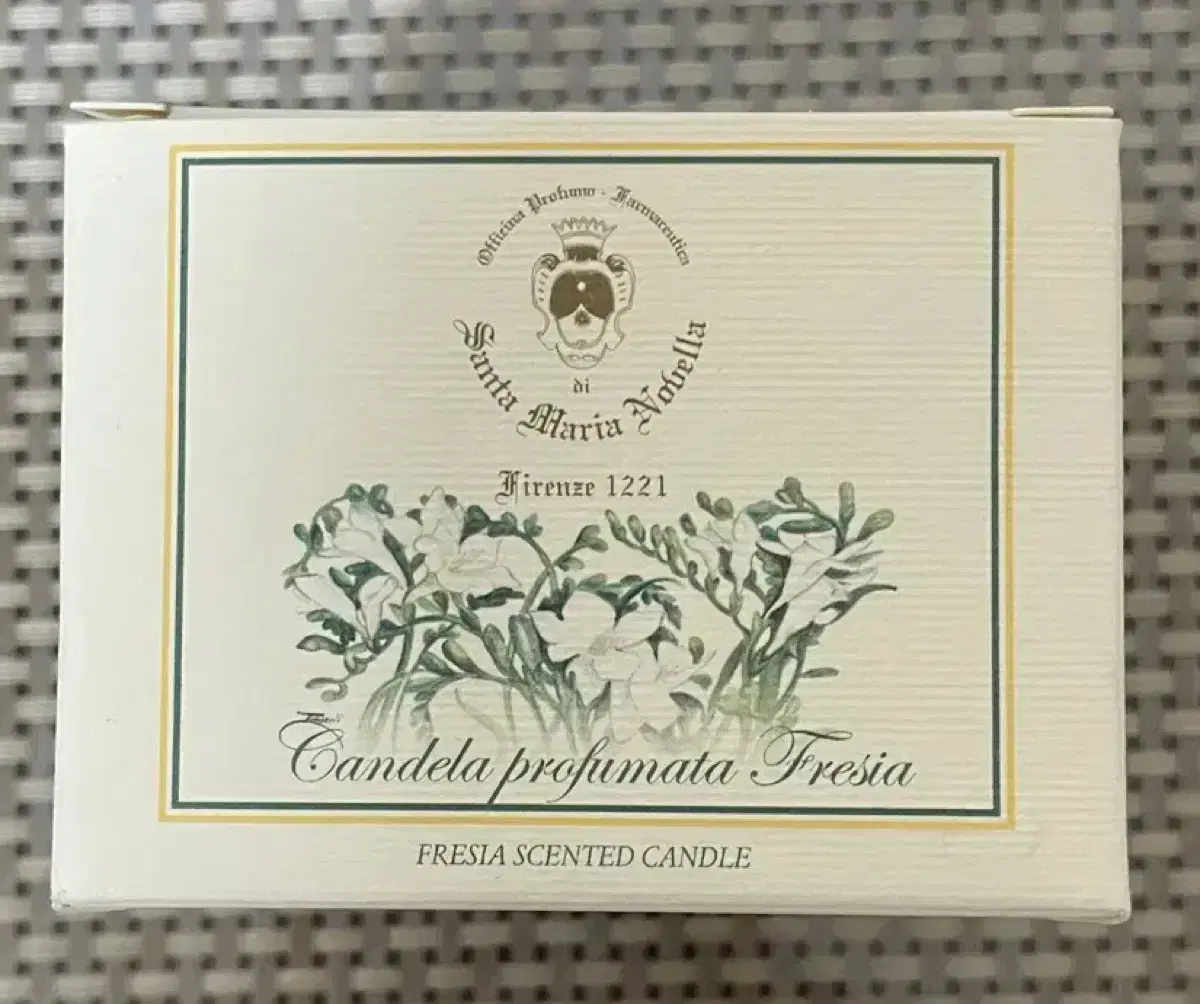 Officina Profumo - Farmaceutica
di
Santa Maria Novella
Firenze 1221
Candela profumata Fresia
FRESIA SCENTED CANDLE